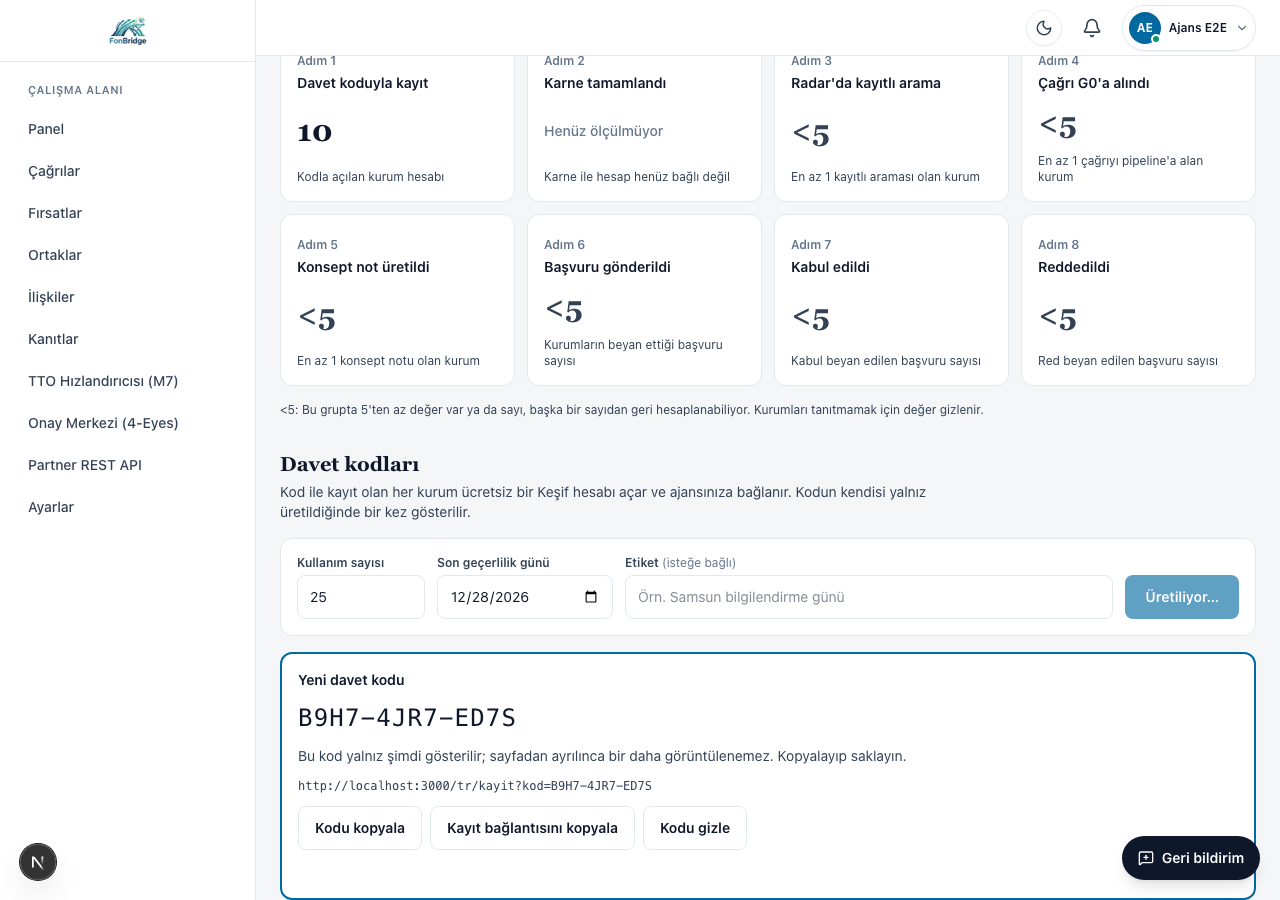 FonBridge
AE
Ajans E2E
ÇALIŞMA ALANI
Panel
Çağrılar
Fırsatlar
Ortaklar
İlişkiler
Kanıtlar
TTO Hızlandırıcısı (M7)
Onay Merkezi (4-Eyes)
Partner REST API
Ayarlar
Adım 1
Davet koduyla kayıt
10
Kodla açılan kurum hesabı
Adım 2
Karne tamamlandı
Henüz ölçülmüyor
Karne ile hesap henüz bağlı değil
Adım 3
Radar'da kayıtlı arama
<5
En az 1 kayıtlı araması olan kurum
Adım 4
Çağrı G0'a alındı
<5
En az 1 çağrıyı pipeline'a alan
kurum
Adım 5
Konsept not üretildi
<5
En az 1 konsept notu olan kurum
Adım 6
Başvuru gönderildi
<5
Kurumların beyan ettiği başvuru
sayısı
Adım 7
Kabul edildi
<5
Kabul beyan edilen başvuru sayısı
Adım 8
Reddedildi
<5
Red beyan edilen başvuru sayısı
<5: Bu grupta 5'ten az değer var ya da sayı, başka bir sayıdan geri hesaplanabiliyor. Kurumları tanıtmamak için değer gizlenir.
Davet kodları
Kod ile kayıt olan her kurum ücretsiz bir Keşif hesabı açar ve ajansınıza bağlanır. Kodun kendisi yalnız
üretildiğinde bir kez gösterilir.
Kullanım sayısı
25
Son geçerlilik günü
12/28/2026
Etiket (isteğe bağlı)
Örn. Samsun bilgilendirme günü
Üretiliyor...
Yeni davet kodu
B9H7-4JR7-ED7S
Bu kod yalnız şimdi gösterilir; sayfadan ayrılınca bir daha görüntülenemez. Kopyalayıp saklayın.
http://localhost:3000/tr/kayit?kod=B9H7-4JR7-ED7S
Kodu kopyala
Kayıt bağlantısını kopyala
Kodu gizle
N
Geri bildirim